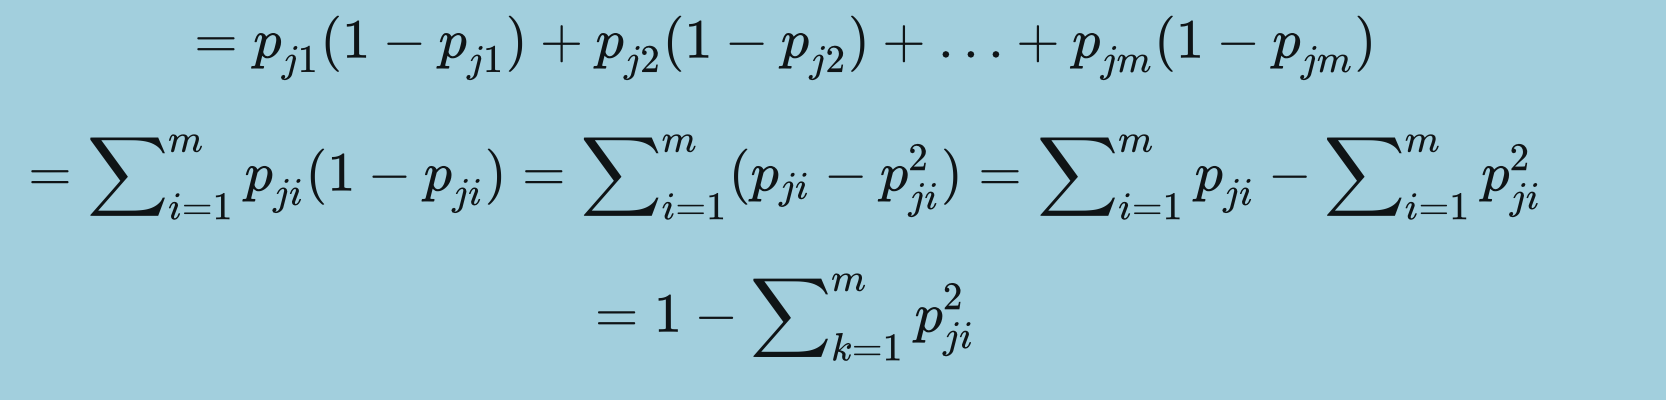 = p_{j1}(1 − p_{j1}) + p_{j2}(1 − p_{j2}) + … + p_{jm}(1 − p_{jm})
= ∑_{i=1}^{m} p_{ji}(1 − p_{ji}) = ∑_{i=1}^{m} (p_{ji} − p_{ji}^{2}) = ∑_{i=1}^{m} p_{ji} − ∑_{i=1}^{m} p_{ji}^{2}
= 1 − ∑_{k=1}^{m} p_{ji}^{2}